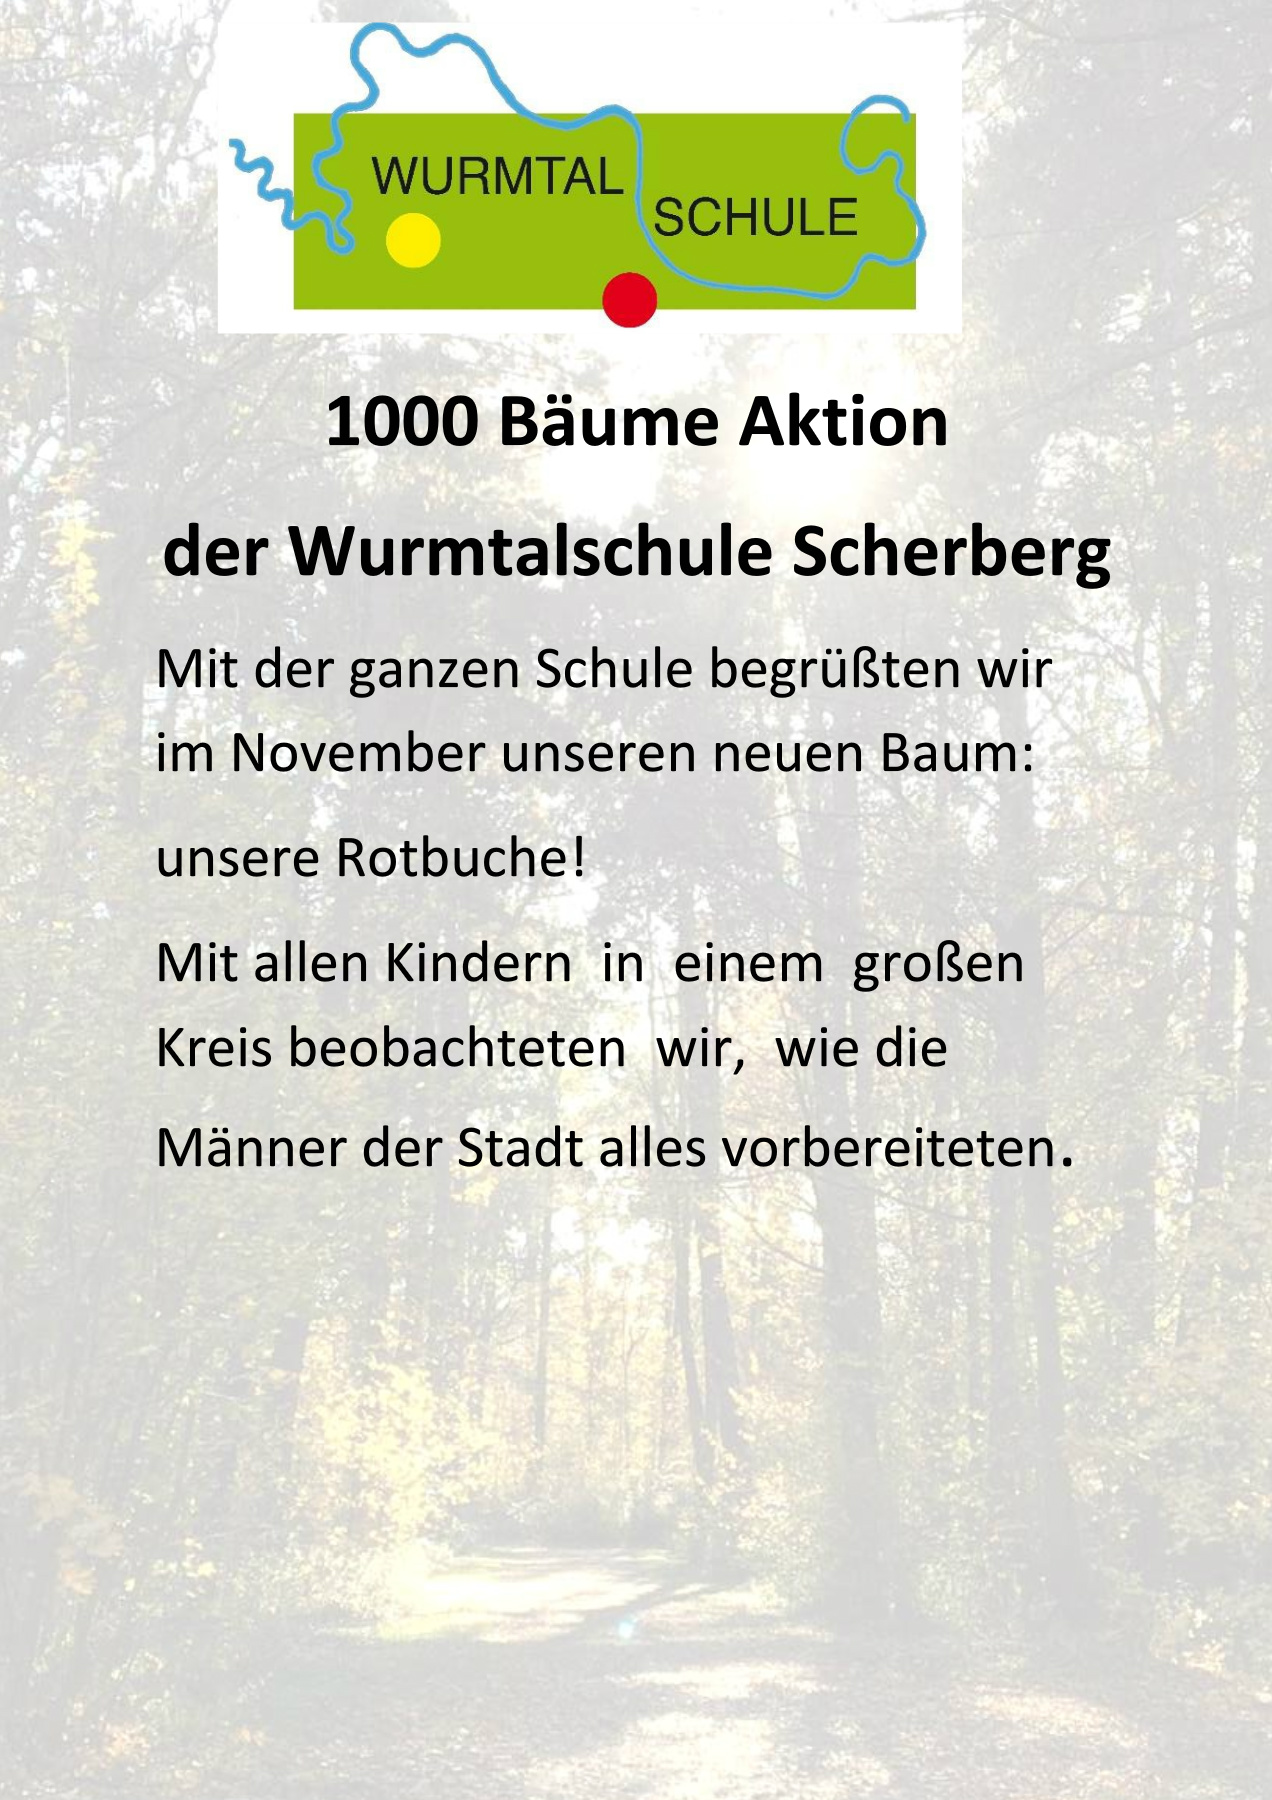 WURMTAL
SCHULE
1000 Bäume Aktion
der Wurmtalschule Scherberg
Mit der ganzen Schule begrüßten wir
im November unseren neuen Baum:
unsere Rotbuche!
Mit allen Kindern in einem großen
Kreis beobachteten wir, wie die
Männer der Stadt alles vorbereiteten.